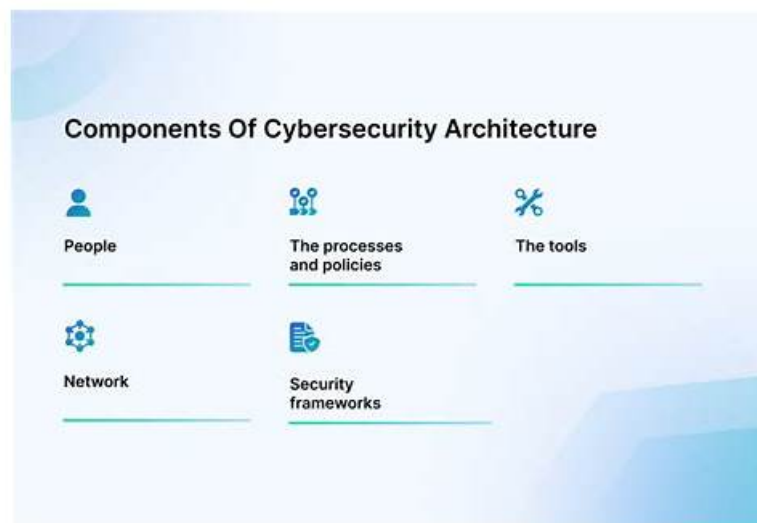 Components Of Cybersecurity Architecture
People
The processes
and policies
The tools
Network
Security
frameworks